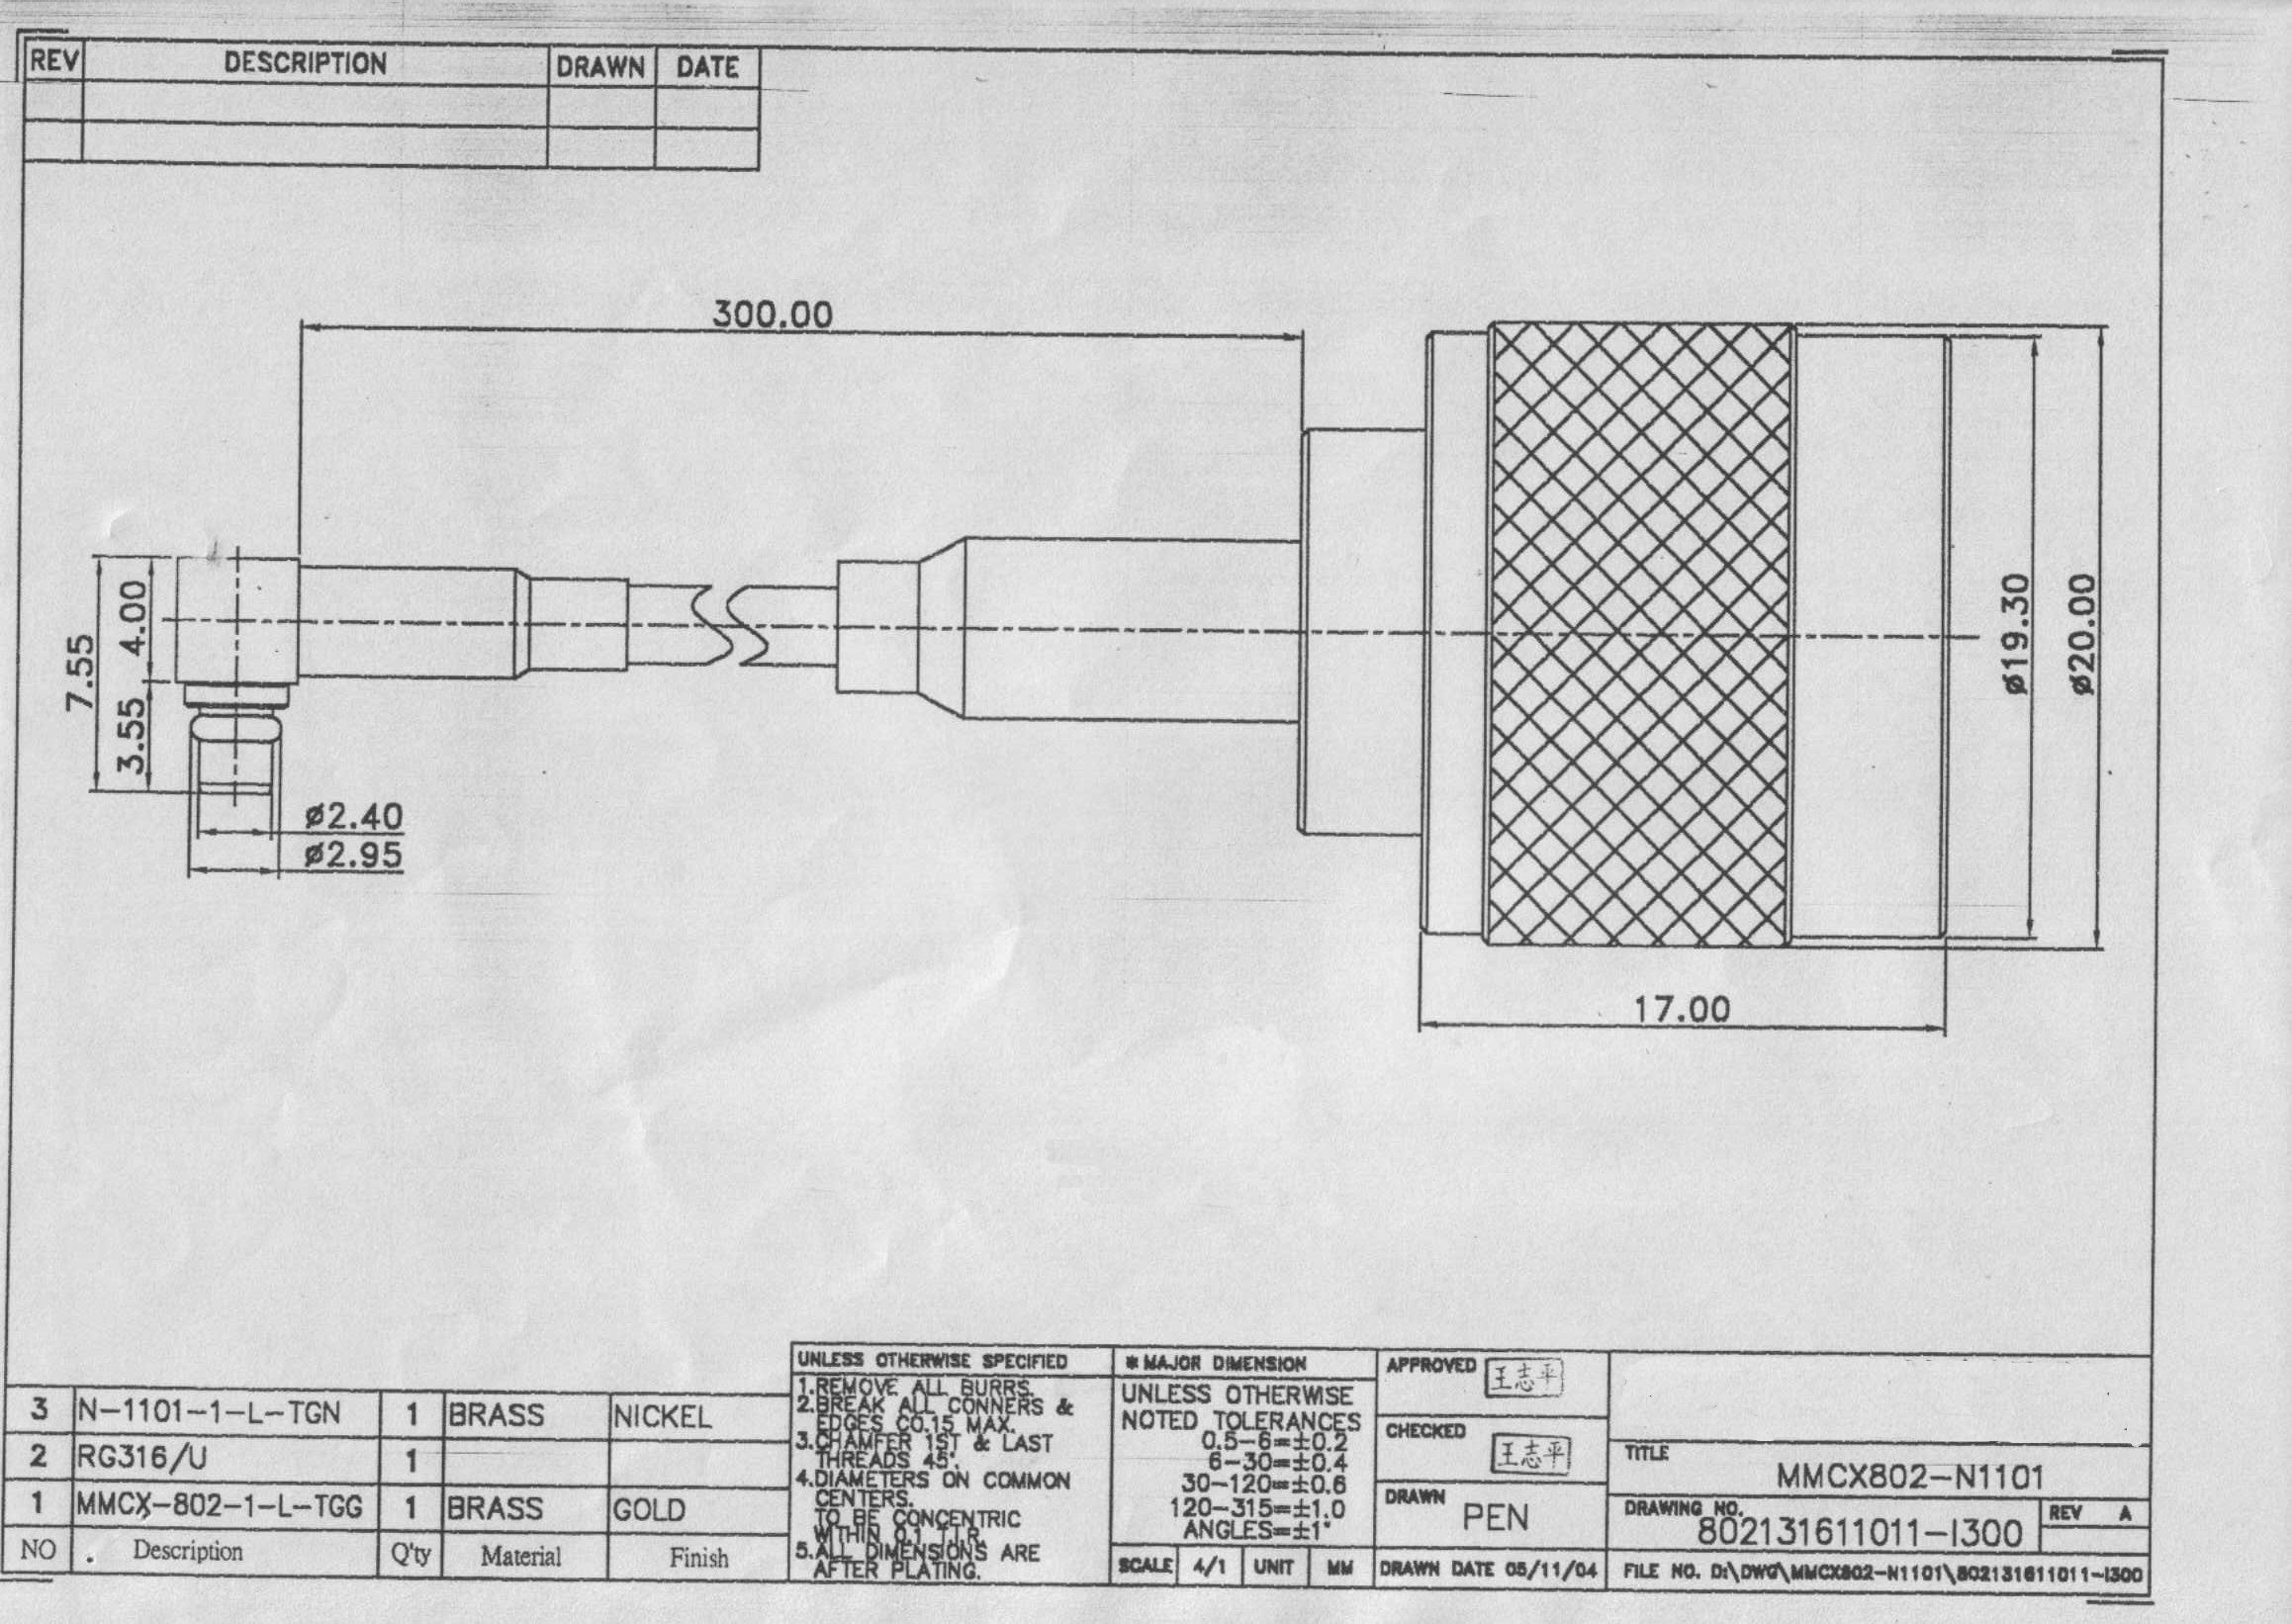 REV DESCRIPTION DRAWN DATE
300.00
7.55
4.00
3.55
ø2.40
ø2.95
ø19.30
ø20.00
17.00
3 N-1101-1-L-TGN 1 BRASS NICKEL
2 RG316/U 1
1 MMCX-802-1-L-TGG 1 BRASS GOLD
NO . Description Q'ty Material Finish
UNLESS OTHERWISE SPECIFIED
1.REMOVE ALL BURRS.
2.BREAK ALL CONNERS &
EDGES C0.15 MAX.
3.CHAMFER 1ST & LAST
THREADS 45°.
4.DIAMETERS ON COMMON
CENTERS.
TO BE CONCENTRIC
WITHIN 0.1 T.I.R.
5.ALL DIMENSIONS ARE
AFTER PLATING.
* MAJOR DIMENSION
UNLESS OTHERWISE
NOTED TOLERANCES
0.5-6=±0.2
6-30=±0.4
30-120=±0.6
120-315=±1.0
ANGLES=±1°
SCALE 4/1 UNIT MM
APPROVED 王志平
CHECKED 王志平
DRAWN PEN
DRAWN DATE 05/11/04
TITLE
MMCX802-N1101
DRAWING NO.
802131611011-I300
REV A
FILE NO. D:\DWG\MMCX802-N1101\802131611011-I300